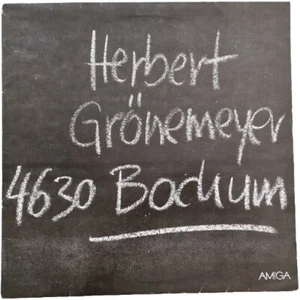 Herbert
Grönemeyer
4630 Bochum
AMIGA